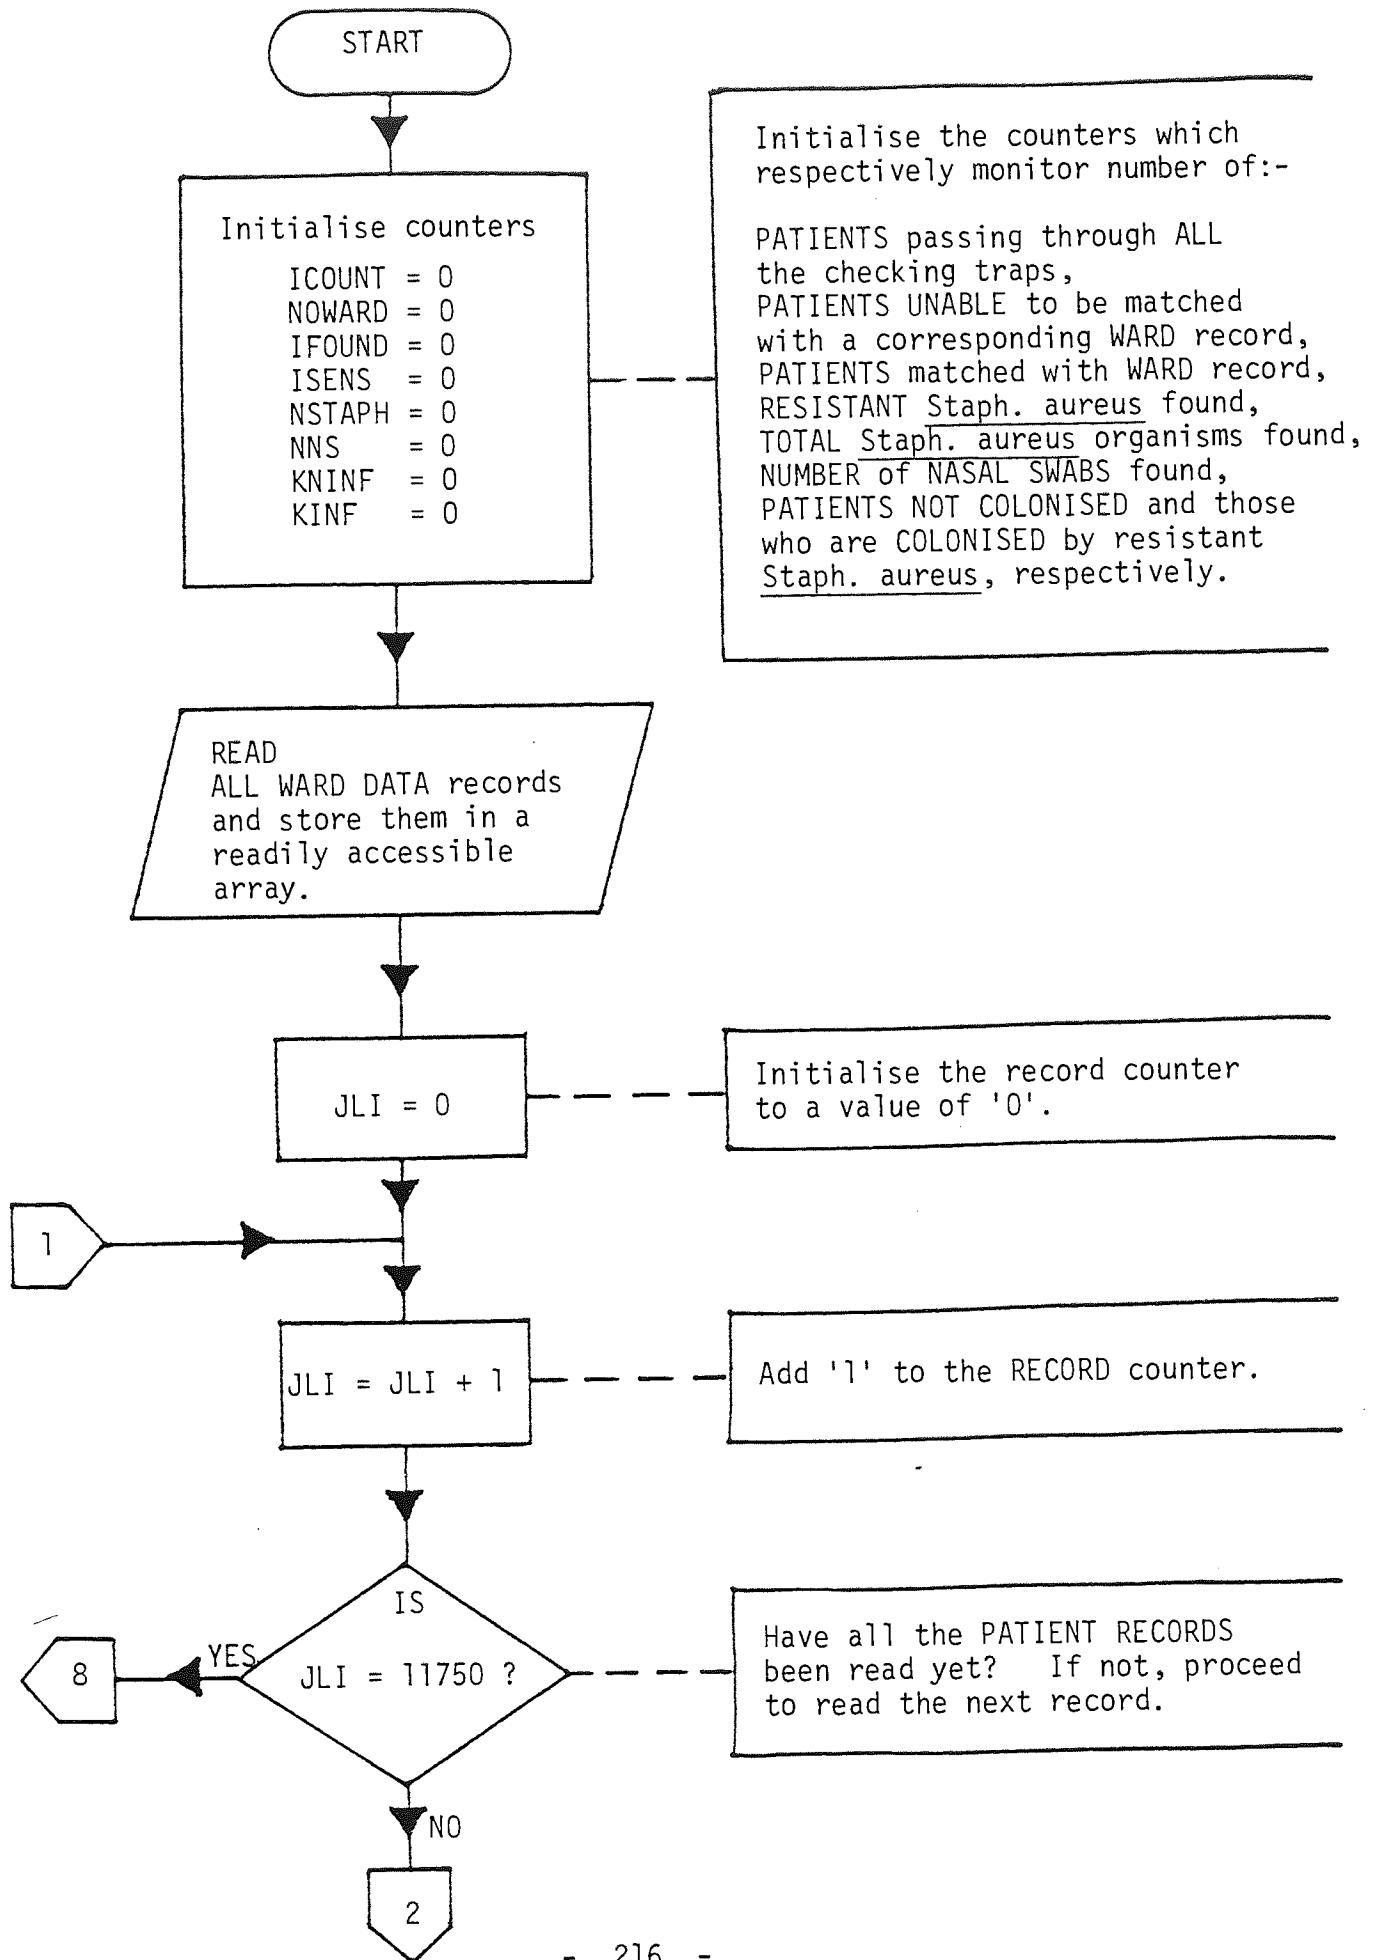 START
Initialise counters
ICOUNT = 0
NOWARD = 0
IFOUND = 0
ISENS = 0
NSTAPH = 0
NNS = 0
KNINF = 0
KINF = 0
Initialise the counters which
respectively monitor number of:-
PATIENTS passing through ALL
the checking traps,
PATIENTS UNABLE to be matched
with a corresponding WARD record,
PATIENTS matched with WARD record,
RESISTANT Staph. aureus found,
TOTAL Staph. aureus organisms found,
NUMBER of NASAL SWABS found,
PATIENTS NOT COLONISED and those
who are COLONISED by resistant
Staph. aureus, respectively.
READ
ALL WARD DATA records
and store them in a
readily accessible
array.
JLI = 0
Initialise the record counter
to a value of '0'.
1
JLI = JLI + 1
Add '1' to the RECORD counter.
IS
JLI = 11750 ?
YES
8
Have all the PATIENT RECORDS
been read yet? If not, proceed
to read the next record.
NO
2
- 216 -